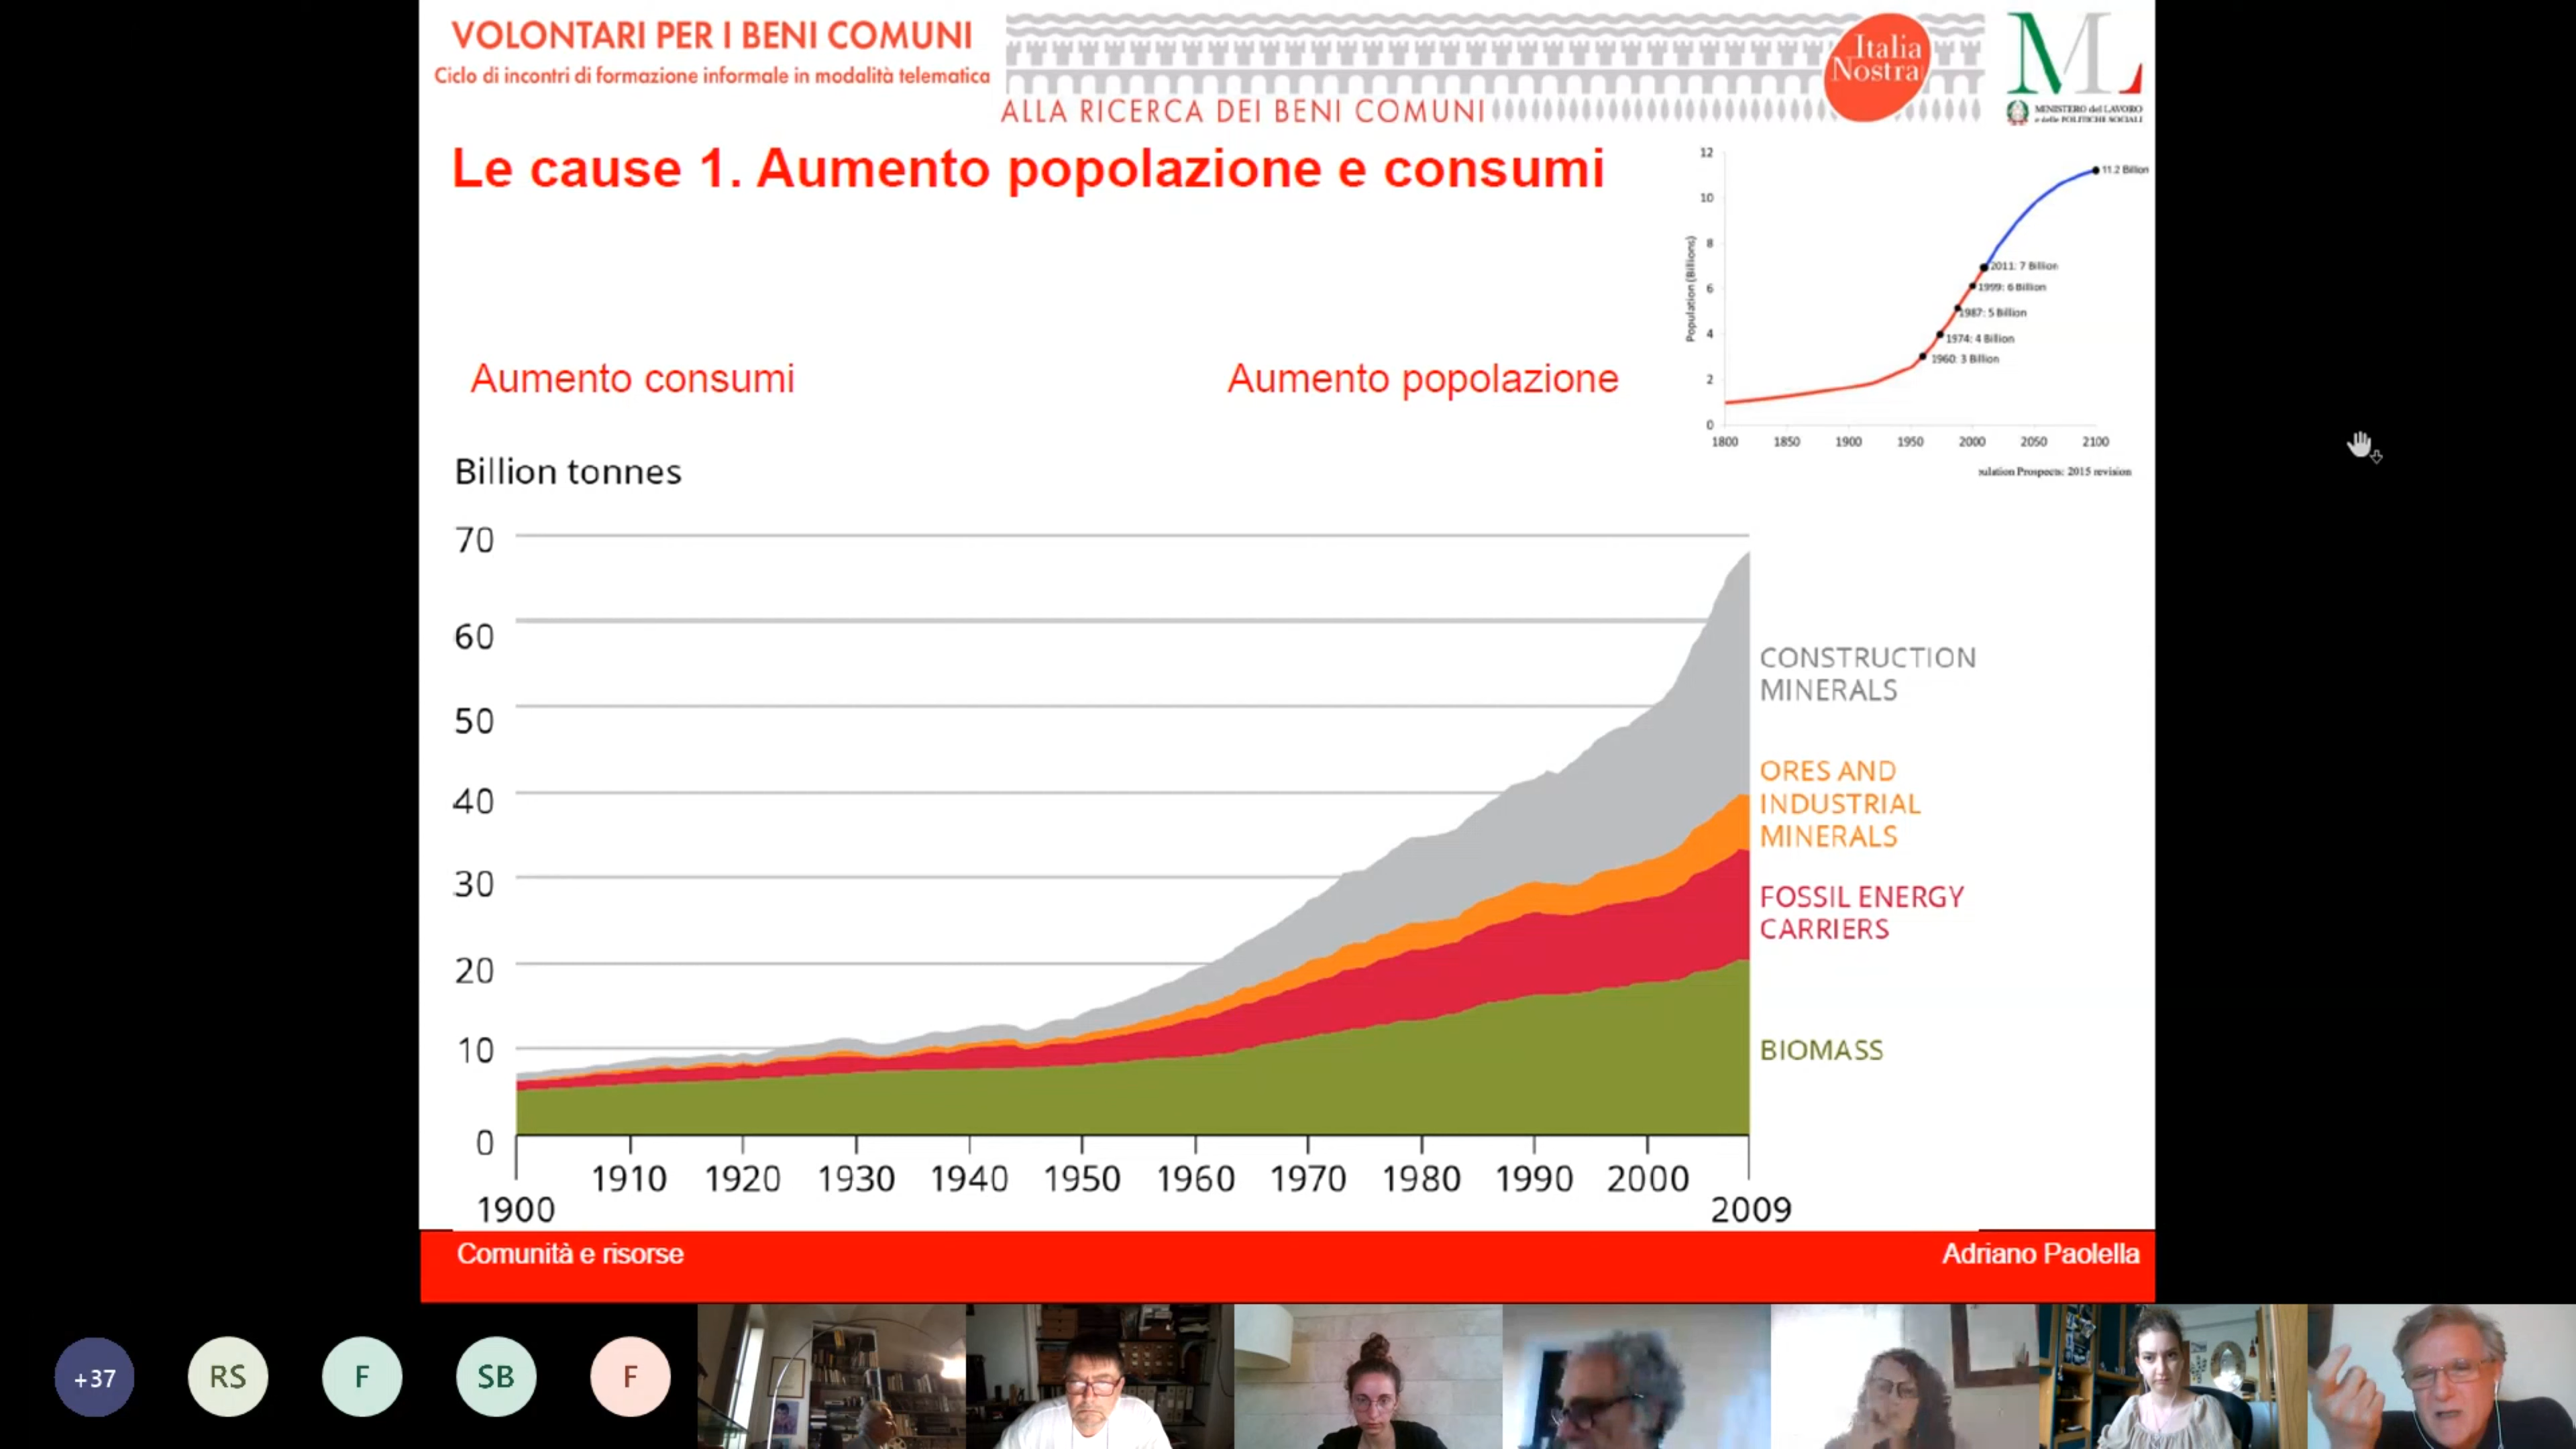 VOLONTARI PER I BENI COMUNI
Ciclo di incontri di formazione informale in modalità telematica
ALLA RICERCA DEI BENI COMUNI
Italia
Nostra
ML
MINISTERO del LAVORO
e delle POLITICHE SOCIALI
Le cause 1. Aumento popolazione e consumi
Aumento consumi
Aumento popolazione
Population (Billions)
12
10
8
6
4
2
0
11.2 Billion
2011: 7 Billion
1999: 6 Billion
1987: 5 Billion
1974: 4 Billion
1960: 3 Billion
1800 1850 1900 1950 2000 2050 2100
ulation Prospects: 2015 revision
Billion tonnes
70
60
50
40
30
20
10
0
CONSTRUCTION
MINERALS
ORES AND
INDUSTRIAL
MINERALS
FOSSIL ENERGY
CARRIERS
BIOMASS
1910 1920 1930 1940 1950 1960 1970 1980 1990 2000
1900 2009
Comunità e risorse
Adriano Paolella
+37 RS F SB F